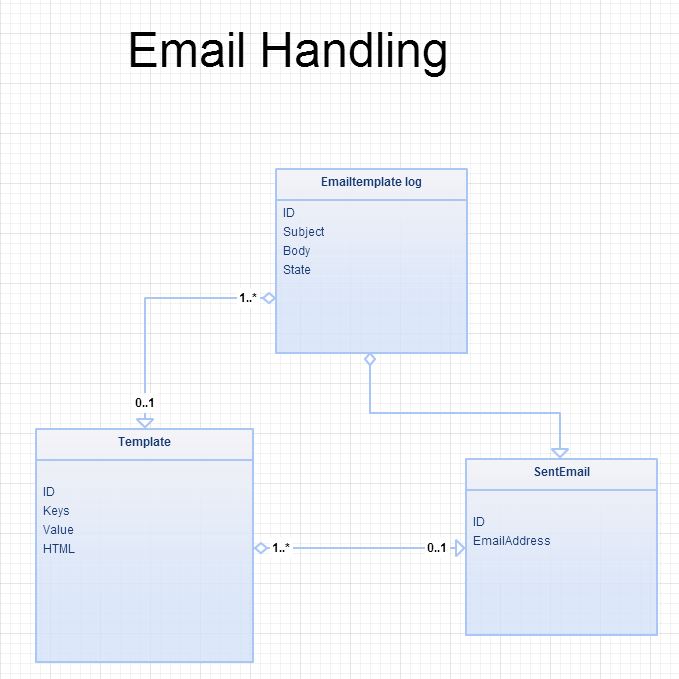 Email Handling
Emailtemplate log
ID
Subject
Body
State
1..*
0..1
Template
ID
Keys
Value
HTML
1..*
0..1
SentEmail
ID
EmailAddress